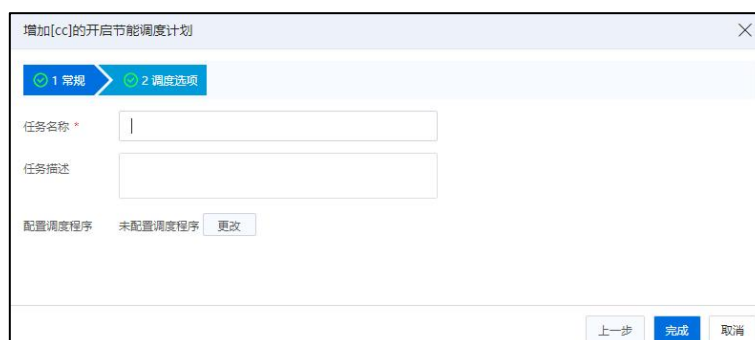 增加[cc]的开启节能调度计划
1 常规 2 调度选项
任务名称 *
任务描述
配置调度程序 未配置调度程序 更改
上一步 完成 取消